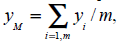 y_M = ∑_{i=1,m} y_i / m,